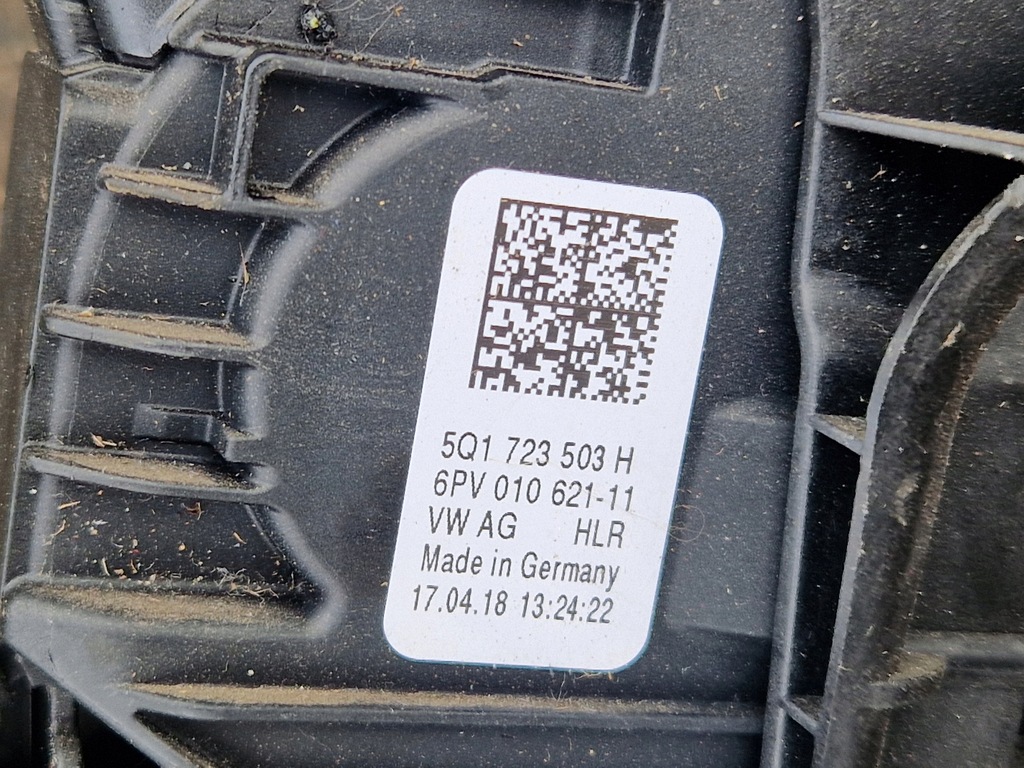 5Q1 723 503 H
6PV 010 621-11
VW AG HLR
Made in Germany
17.04.18 13:24:22